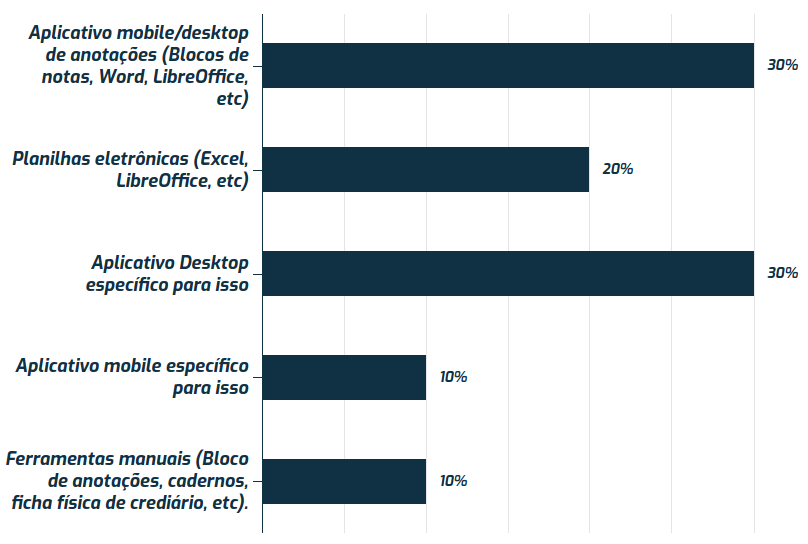 Aplicativo mobile/desktop
de anotações (Blocos de
notas, Word, LibreOffice,
etc)
30%
Planilhas eletrônicas (Excel,
LibreOffice, etc)
20%
Aplicativo Desktop
específico para isso
30%
Aplicativo mobile específico
para isso
10%
Ferramentas manuais (Bloco
de anotações, cadernos,
ficha física de crediário, etc).
10%